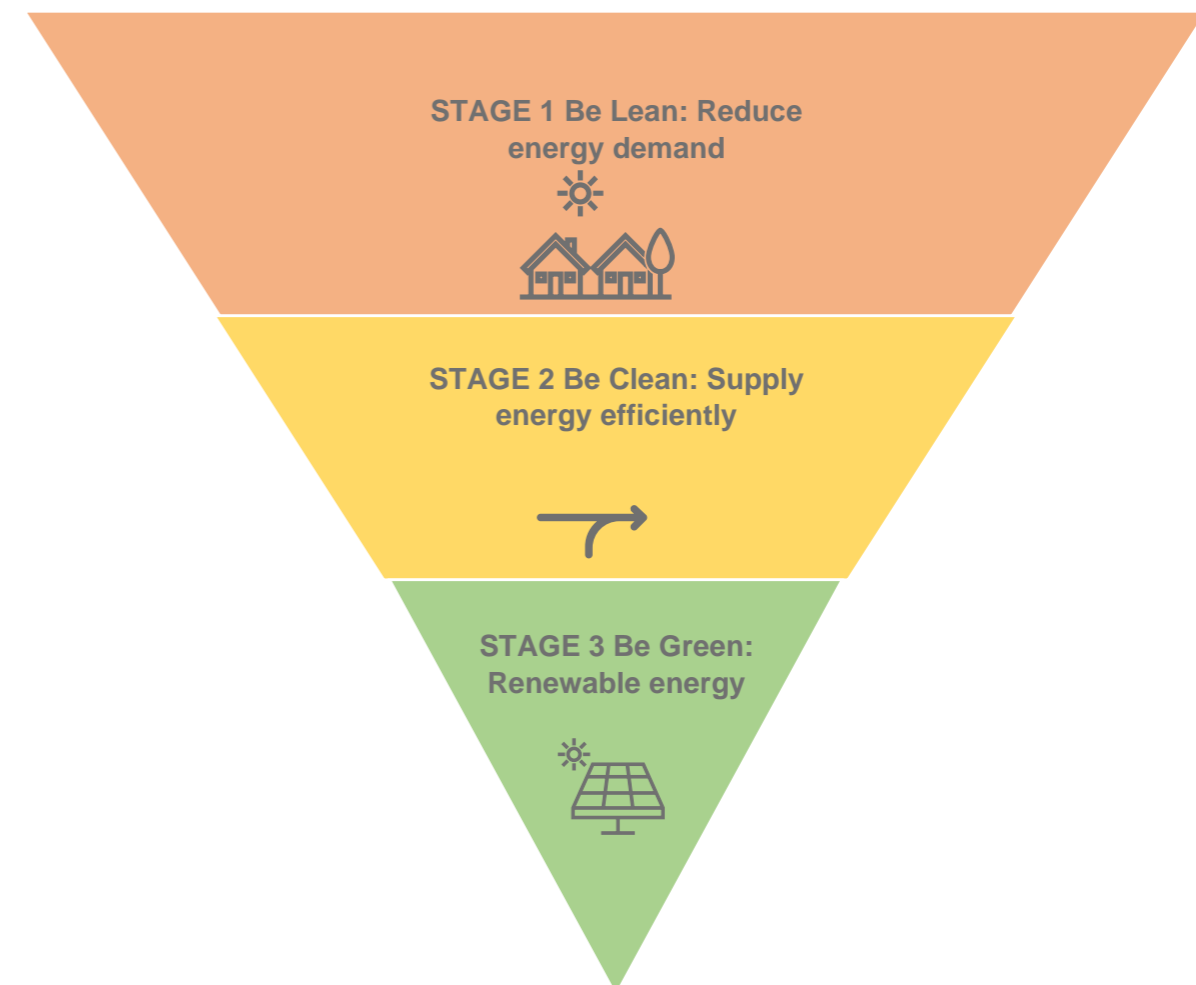 STAGE 1 Be Lean: Reduce
energy demand
STAGE 2 Be Clean: Supply
energy efficiently
STAGE 3 Be Green:
Renewable energy